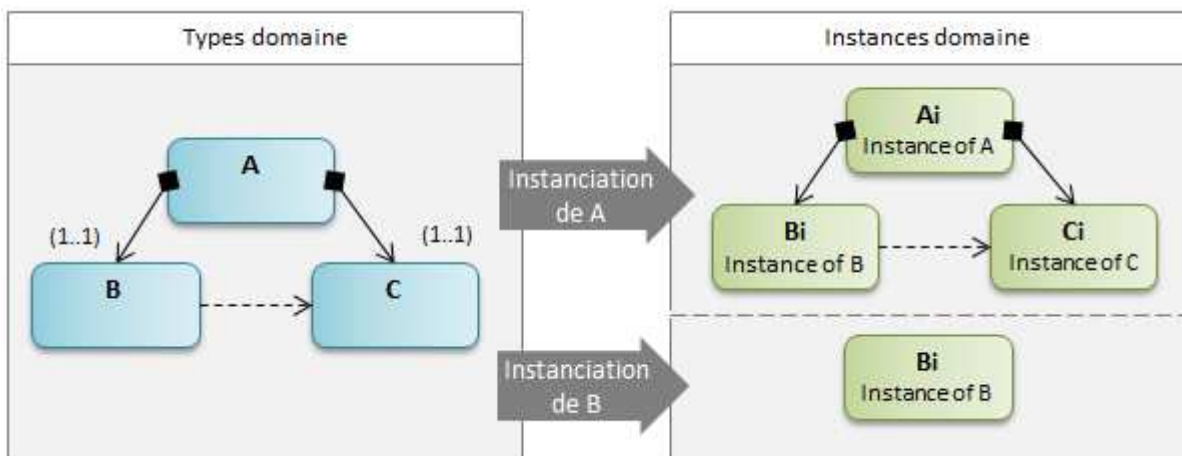 Types domaine
Instances domaine
A
(1..1)
(1..1)
B
C
Instanciation
de A
Ai
Instance of A
Bi
Instance of B
Ci
Instance of C
Instanciation
de B
Bi
Instance of B